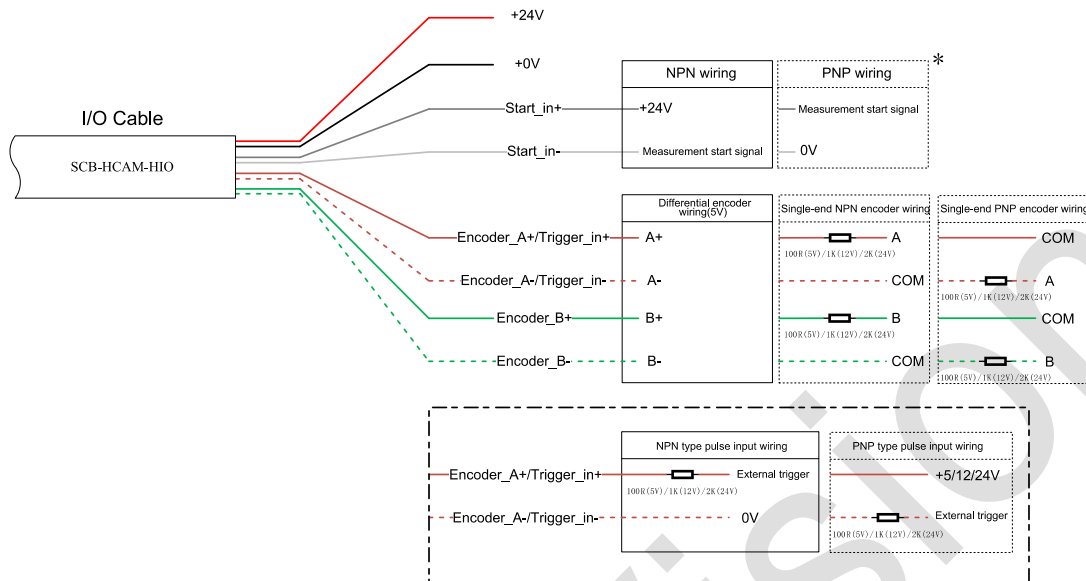 +24V
+0V
*
NPN wiring
PNP wiring
Start_in+
+24V
Measurement start signal
I/O Cable
SCB-HCAM-HIO
Start_in-
Measurement start signal
0V
Differential encoder
wiring(5V)
Single-end NPN encoder wiring
Single-end PNP encoder wiring
Encoder_A+/Trigger_in+
A+
A
COM
100R(5V)/1K(12V)/2K(24V)
Encoder_A-/Trigger_in-
A-
COM
A
100R(5V)/1K(12V)/2K(24V)
Encoder_B+
B+
B
COM
100R(5V)/1K(12V)/2K(24V)
Encoder_B-
B-
COM
B
100R(5V)/1K(12V)/2K(24V)
NPN type pulse input wiring
PNP type pulse input wiring
Encoder_A+/Trigger_in+
External trigger
+5/12/24V
100R(5V)/1K(12V)/2K(24V)
Encoder_A-/Trigger_in-
0V
External trigger
100R(5V)/1K(12V)/2K(24V)